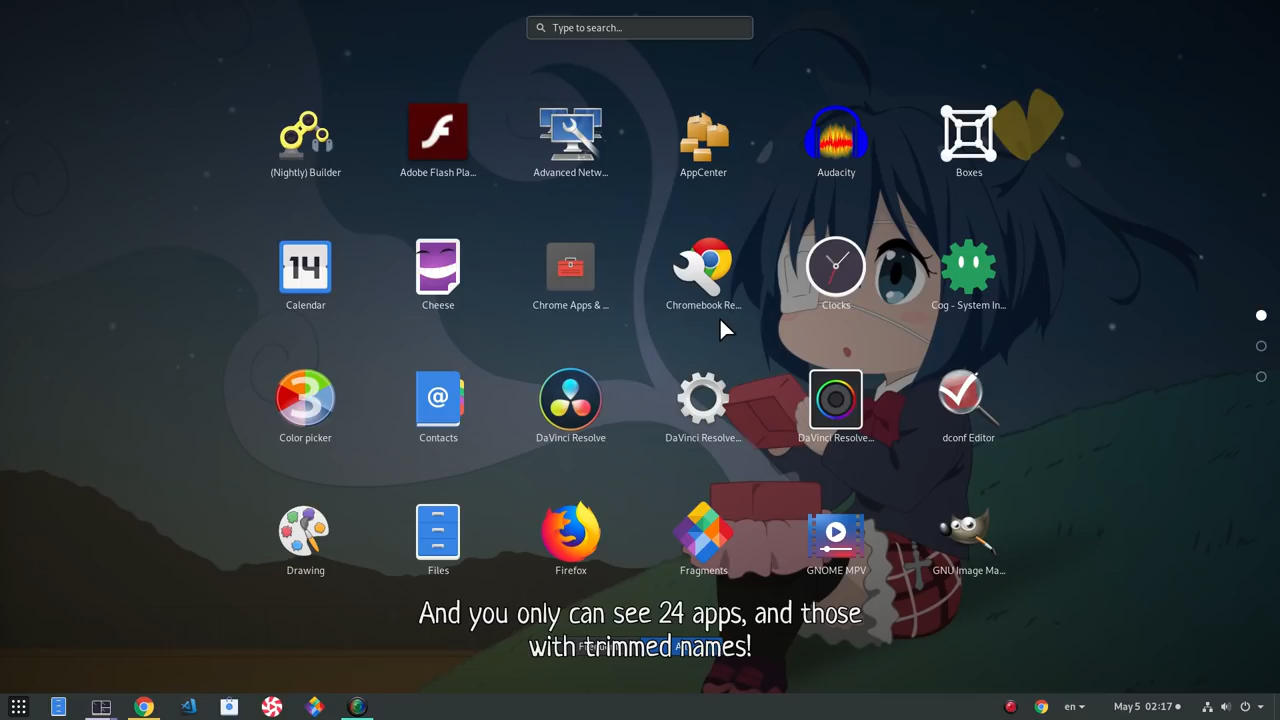 Type to search...
(Nightly) Builder
Adobe Flash Pla...
Advanced Netw...
AppCenter
Audacity
Boxes
14
Calendar
Cheese
Chrome Apps & ...
Chromebook Re...
Clocks
Cog - System In...
3
@
Color picker
Contacts
DaVinci Resolve
DaVinci Resolve...
DaVinci Resolve...
dconf Editor
Drawing
Files
Firefox
Fragments
GNOME MPV
GNU Image Ma...
And you only can see 24 apps, and those
with trimmed names!
en
May 5 02:17